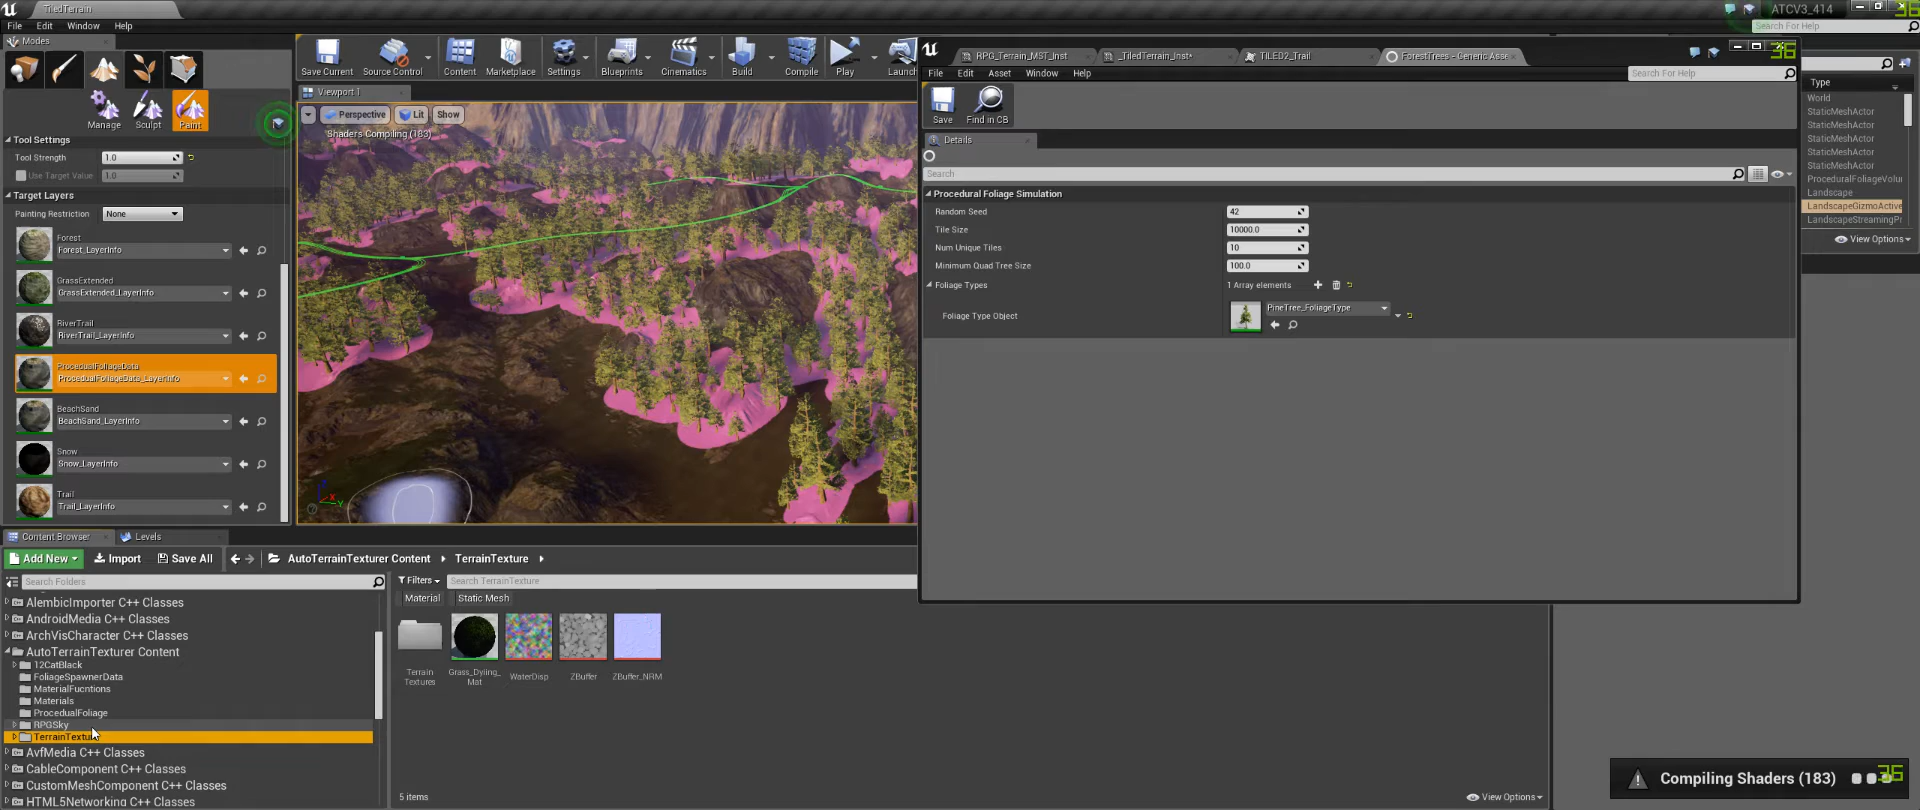 TiledTerrain
ATCV3_414
File Edit Window Help
Search For Help
Modes
Save Current Source Control Content Marketplace Settings Blueprints Cinematics Build Compile Play Launch
Manage Sculpt Paint
Viewport 1
Perspective Lit Show
Shaders Compiling (183)
Tool Settings
Tool Strength 1.0
Use Target Value 1.0
Target Layers
Painting Restriction None
Forest
Forest_LayerInfo
GrassExtended
GrassExtended_LayerInfo
RiverTrail
RiverTrail_LayerInfo
ProcedualFoliageData
ProcedualFoliageData_LayerInfo
BeachSand
BeachSand_LayerInfo
Snow
Snow_LayerInfo
Trail
Trail_LayerInfo
RPG_Terrain_MST_Inst _TiledTerrain_Inst* TILED2_Trail ForestTrees - Generic Asse
36
File Edit Asset Window Help
Search For Help
Save Find in CB
Details
Search
Procedural Foliage Simulation
Random Seed 42
Tile Size 10000.0
Num Unique Tiles 10
Minimum Quad Tree Size 100.0
Foliage Types 1 Array elements
Foliage Type Object PineTree_FoliageType
Type
World
StaticMeshActor
StaticMeshActor
StaticMeshActor
StaticMeshActor
StaticMeshActor
ProceduralFoliageVolu
Landscape
LandscapeGizmoActive
LandscapeStreamingPr
View Options
Content Browser Levels
Add New Import Save All AutoTerrainTexturer Content TerrainTexture
Search Folders
Filters Search TerrainTexture
Material Static Mesh
AlembicImporter C++ Classes
AndroidMedia C++ Classes
ArchVisCharacter C++ Classes
AutoTerrainTexturer Content
12CatBlack
FoliageSpawnerData
MaterialFucntions
Materials
ProcedualFoliage
RPGSky
TerrainTexture
AvfMedia C++ Classes
CableComponent C++ Classes
CustomMeshComponent C++ Classes
HTML5Networking C++ Classes
Terrain Textures
Grass_Dyiing_Mat
WaterDisp
ZBuffer
ZBuffer_NRM
5 items
View Options
Compiling Shaders (183)
36